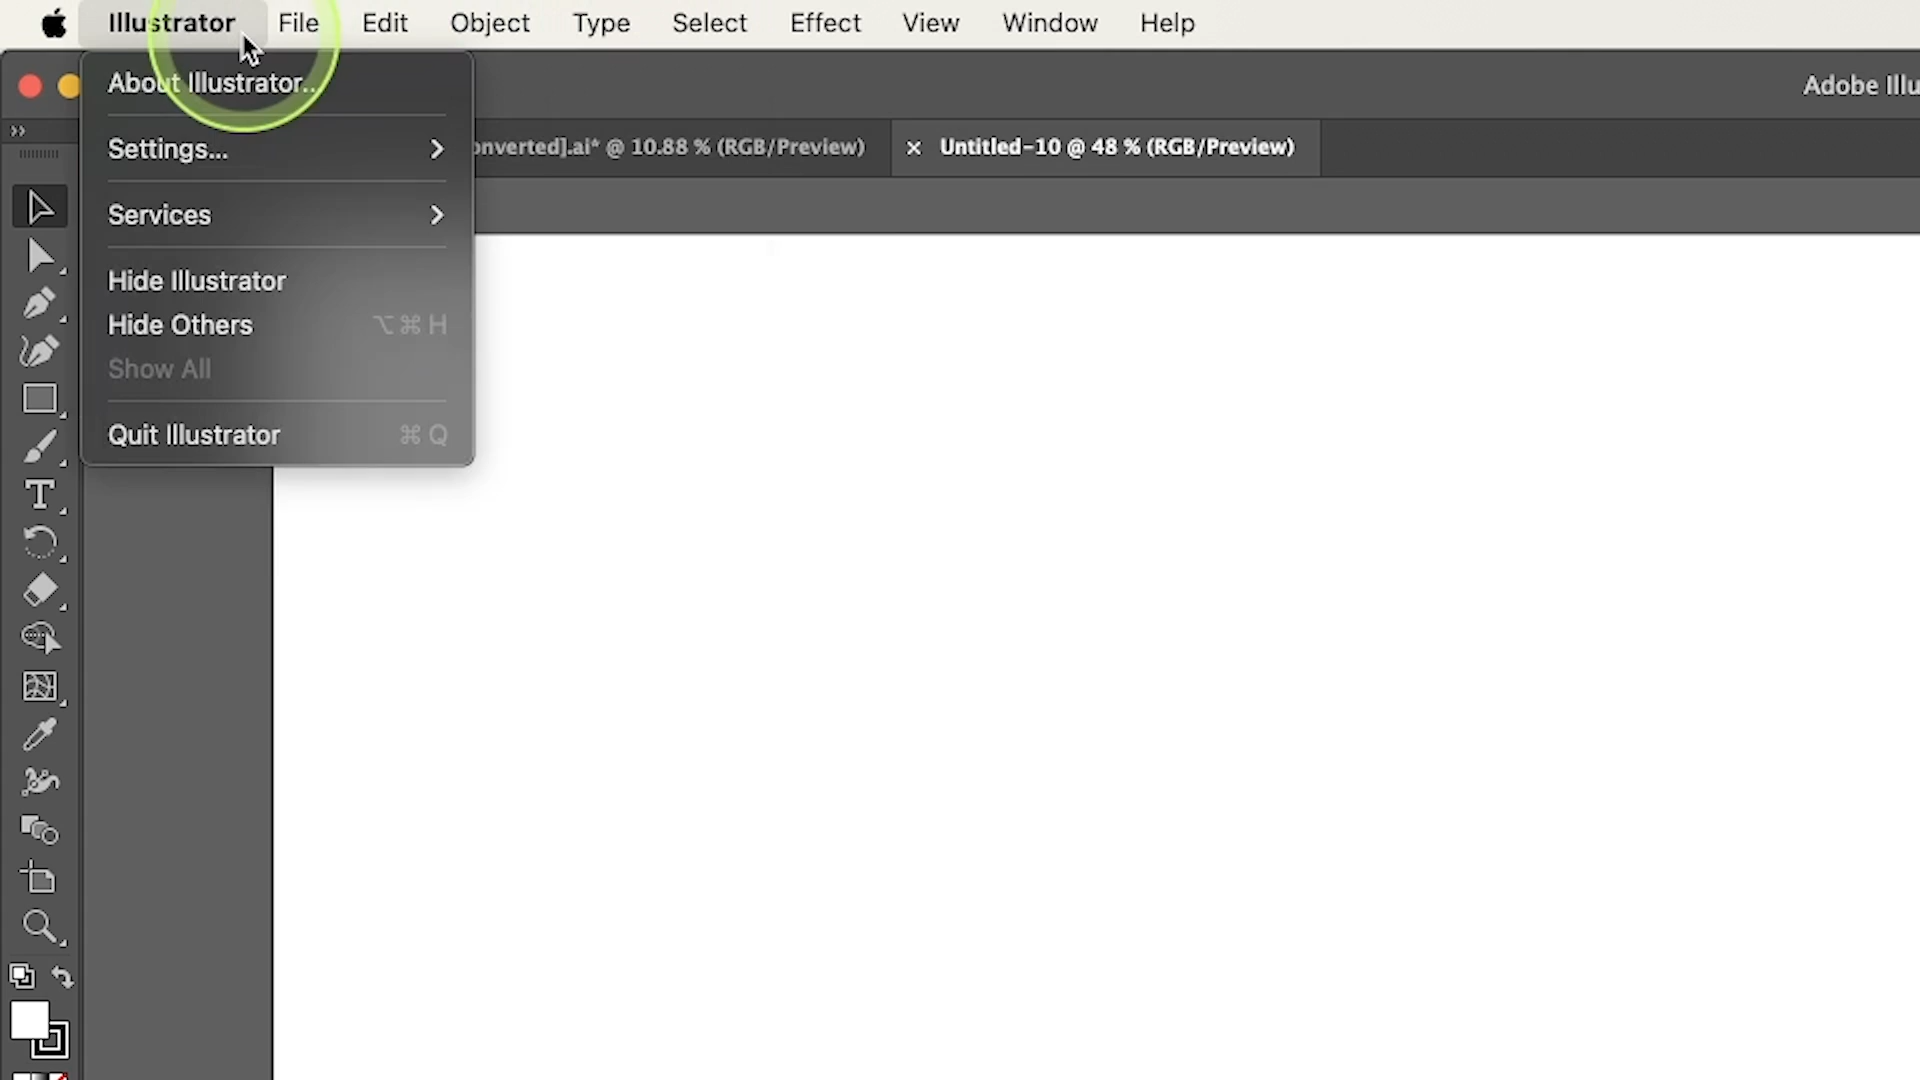 Illustrator File Edit Object Type Select Effect View Window Help
About Illustrator...
Adobe Illu
Settings...
onverted].ai* @ 10.88 % (RGB/Preview)
× Untitled-10 @ 48 % (RGB/Preview)
Services
Hide Illustrator
Hide Others ⌥⌘H
Show All
Quit Illustrator ⌘Q